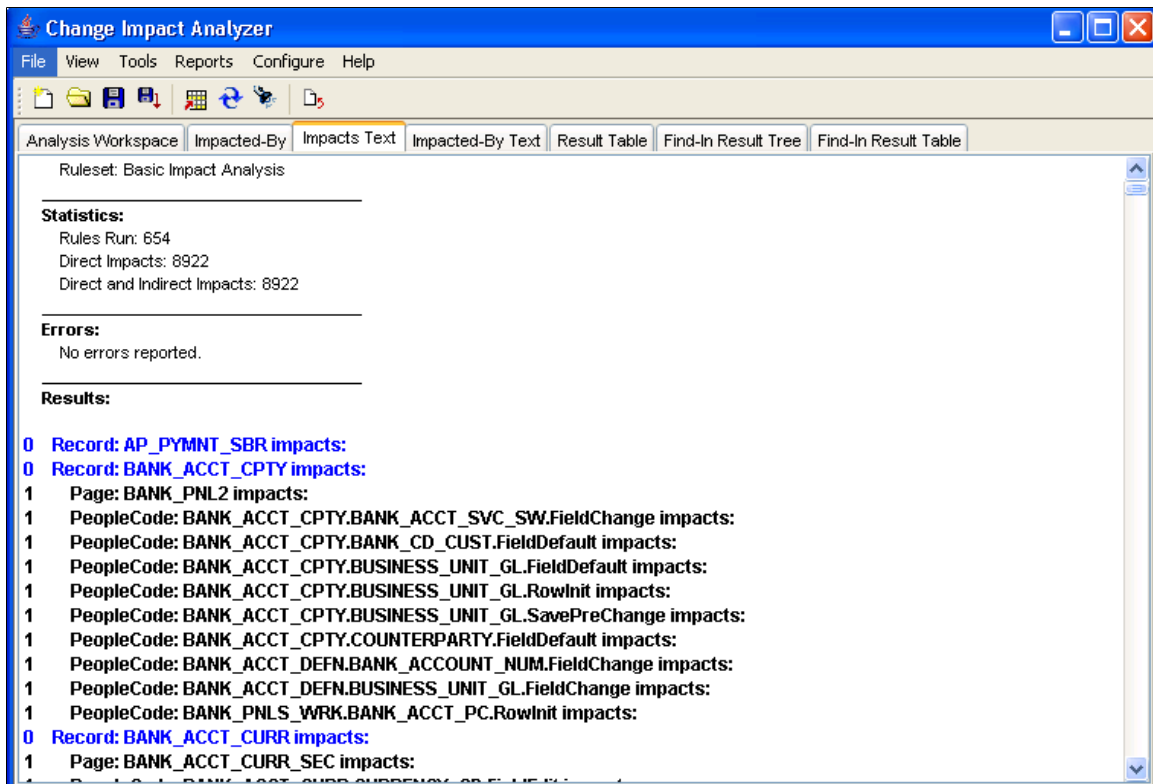 Change Impact Analyzer
File View Tools Reports Configure Help
Analysis Workspace Impacted-By Impacts Text Impacted-By Text Result Table Find-In Result Tree Find-In Result Table
Ruleset: Basic Impact Analysis
Statistics:
Rules Run: 654
Direct Impacts: 8922
Direct and Indirect Impacts: 8922
Errors:
No errors reported.
Results:
0 Record: AP_PYMNT_SBR impacts:
0 Record: BANK_ACCT_CPTY impacts:
1 Page: BANK_PNL2 impacts:
1 PeopleCode: BANK_ACCT_CPTY.BANK_ACCT_SVC_SW.FieldChange impacts:
1 PeopleCode: BANK_ACCT_CPTY.BANK_CD_CUST.FieldDefault impacts:
1 PeopleCode: BANK_ACCT_CPTY.BUSINESS_UNIT_GL.FieldDefault impacts:
1 PeopleCode: BANK_ACCT_CPTY.BUSINESS_UNIT_GL.RowInit impacts:
1 PeopleCode: BANK_ACCT_CPTY.BUSINESS_UNIT_GL.SavePreChange impacts:
1 PeopleCode: BANK_ACCT_CPTY.COUNTERPARTY.FieldDefault impacts:
1 PeopleCode: BANK_ACCT_DEFN.BANK_ACCOUNT_NUM.FieldChange impacts:
1 PeopleCode: BANK_ACCT_DEFN.BUSINESS_UNIT_GL.FieldChange impacts:
1 PeopleCode: BANK_PNLS_WRK.BANK_ACCT_PC.RowInit impacts:
0 Record: BANK_ACCT_CURR impacts:
1 Page: BANK_ACCT_CURR_SEC impacts: